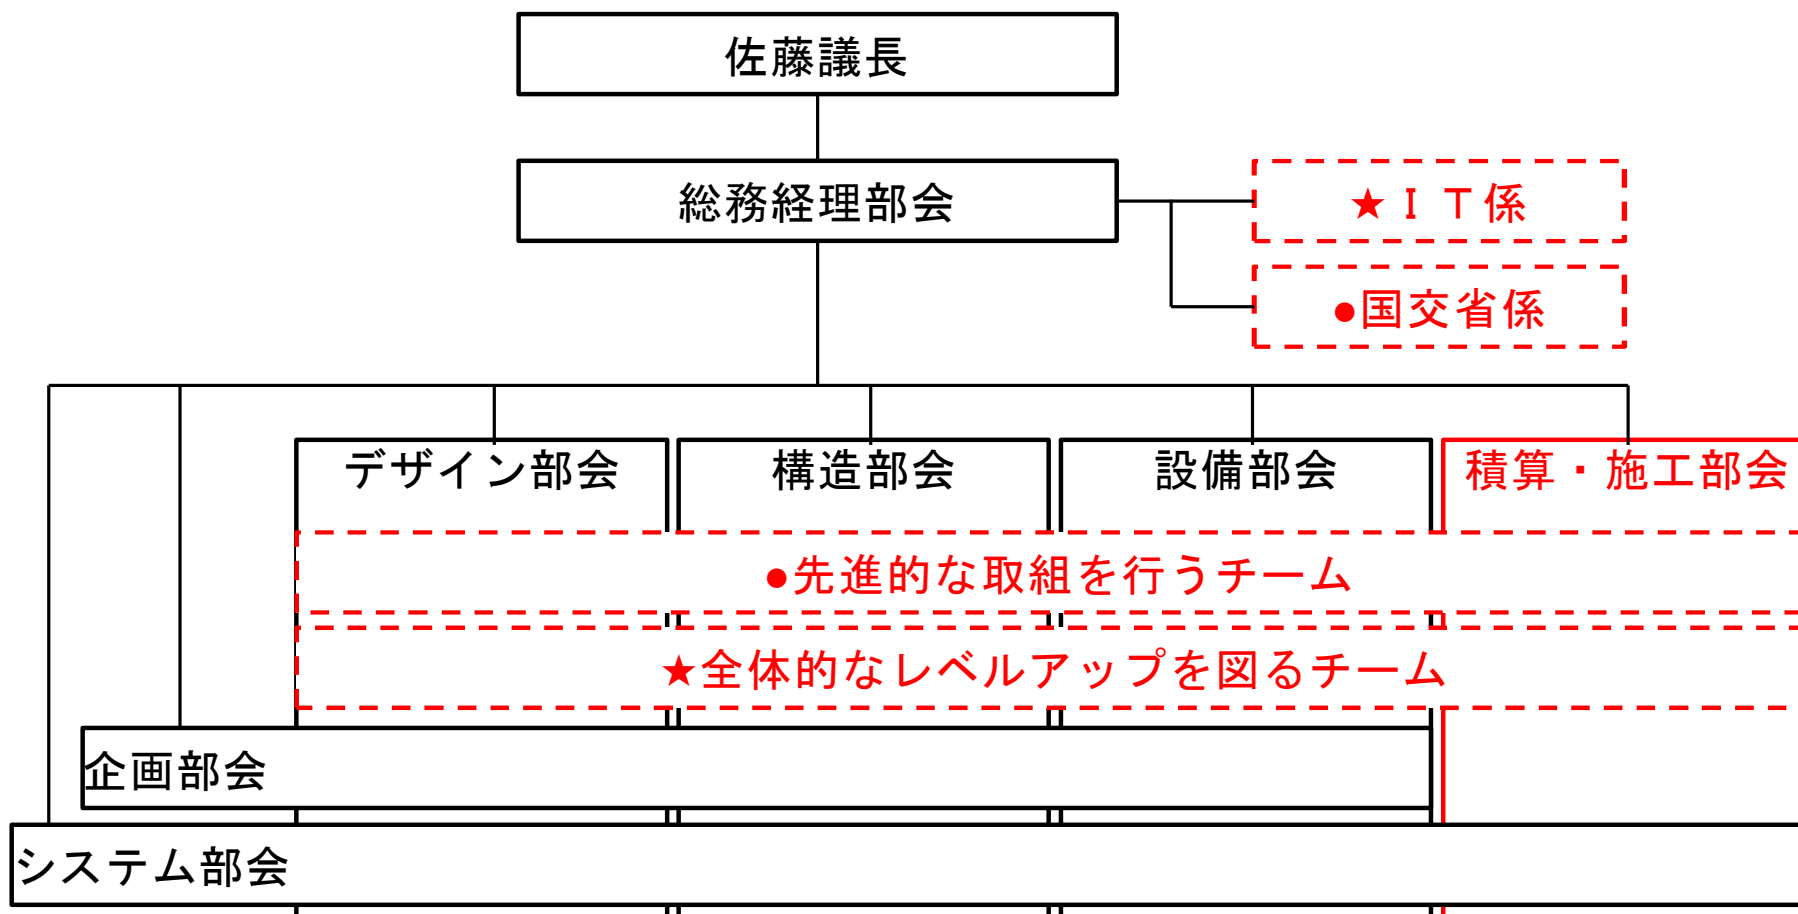 佐藤議長
総務経理部会
★ＩＴ係
●国交省係
デザイン部会
構造部会
設備部会
積算・施工部会
●先進的な取組を行うチーム
★全体的なレベルアップを図るチーム
企画部会
システム部会